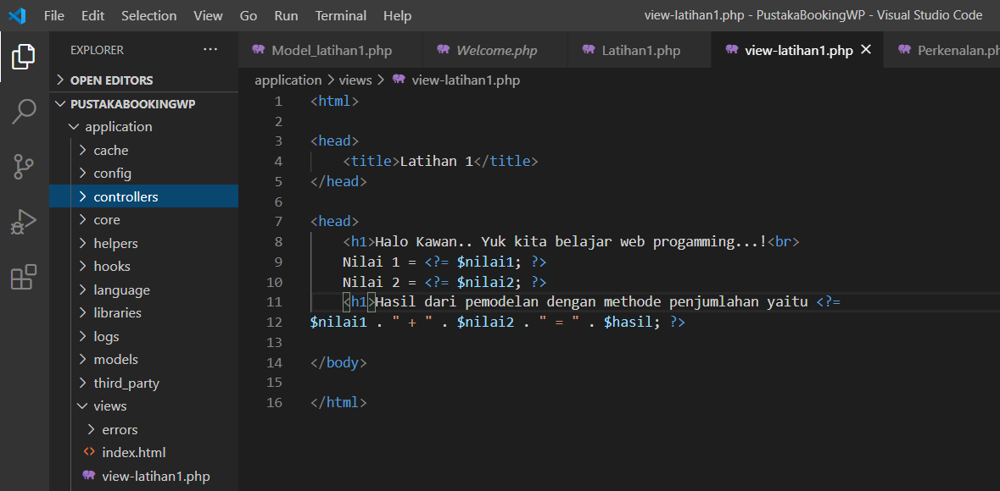 File Edit Selection View Go Run Terminal Help
view-latihan1.php - PustakaBookingWP - Visual Studio Code
EXPLORER ...
Model_latihan1.php
Welcome.php
Latihan1.php
view-latihan1.php
Perkenalan.ph
OPEN EDITORS
PUSTAKABOOKINGWP
application
cache
config
controllers
core
helpers
hooks
language
libraries
logs
models
third_party
views
errors
index.html
view-latihan1.php
application > views > view-latihan1.php
1 <html>
2
3 <head>
4 <title>Latihan 1</title>
5 </head>
6
7 <head>
8 <h1>Halo Kawan.. Yuk kita belajar web progamming...!<br>
9 Nilai 1 = <?= $nilai1; ?>
10 Nilai 2 = <?= $nilai2; ?>
11 <h1>Hasil dari pemodelan dengan methode penjumlahan yaitu <?=
12 $nilai1 . " + " . $nilai2 . " = " . $hasil; ?>
13
14 </body>
15
16 </html>